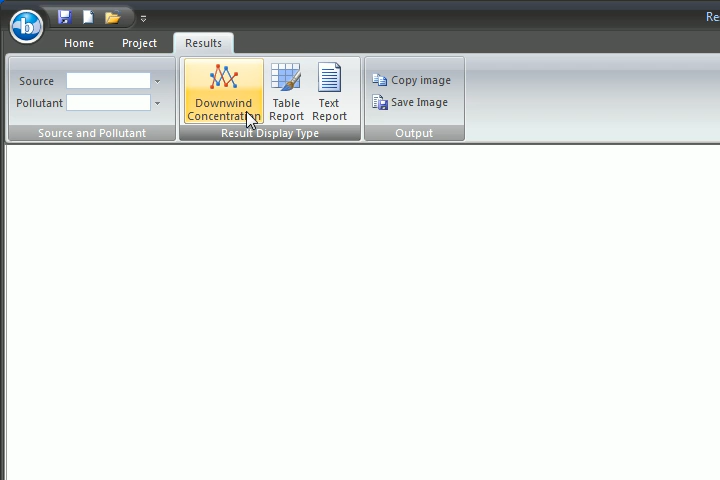 Re
b
Home Project Results
Source
Pollutant
Downwind
Concentration
Table
Report
Text
Report
Copy image
Save Image
Source and Pollutant
Result Display Type
Output